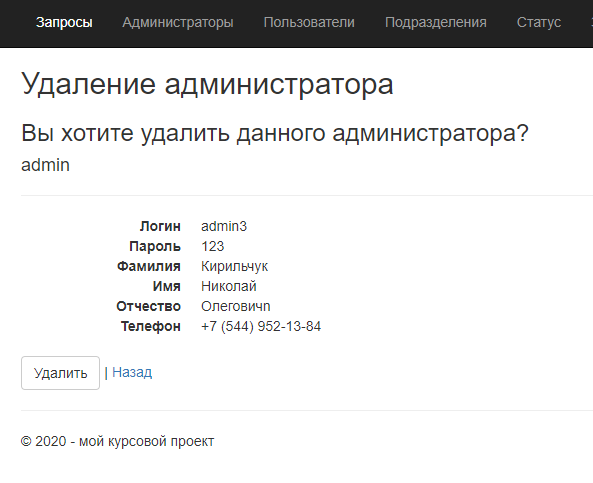 Запросы Администраторы Пользователи Подразделения Статус
Удаление администратора
Вы хотите удалить данного администратора?
admin
Логин admin3
Пароль 123
Фамилия Кирильчук
Имя Николай
Отчество Олеговичn
Телефон +7 (544) 952-13-84
Удалить | Назад
© 2020 - мой курсовой проект